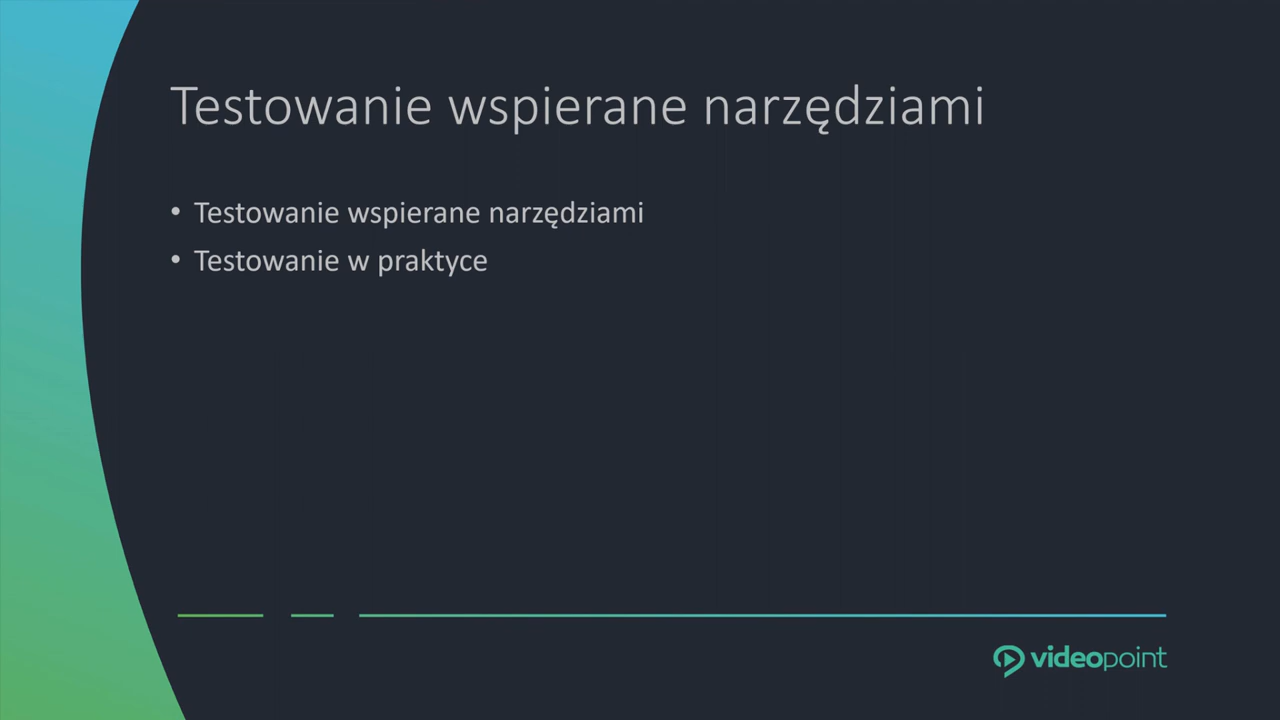 Testowanie wspierane narzędziami
• Testowanie wspierane narzędziami
• Testowanie w praktyce
videopoint